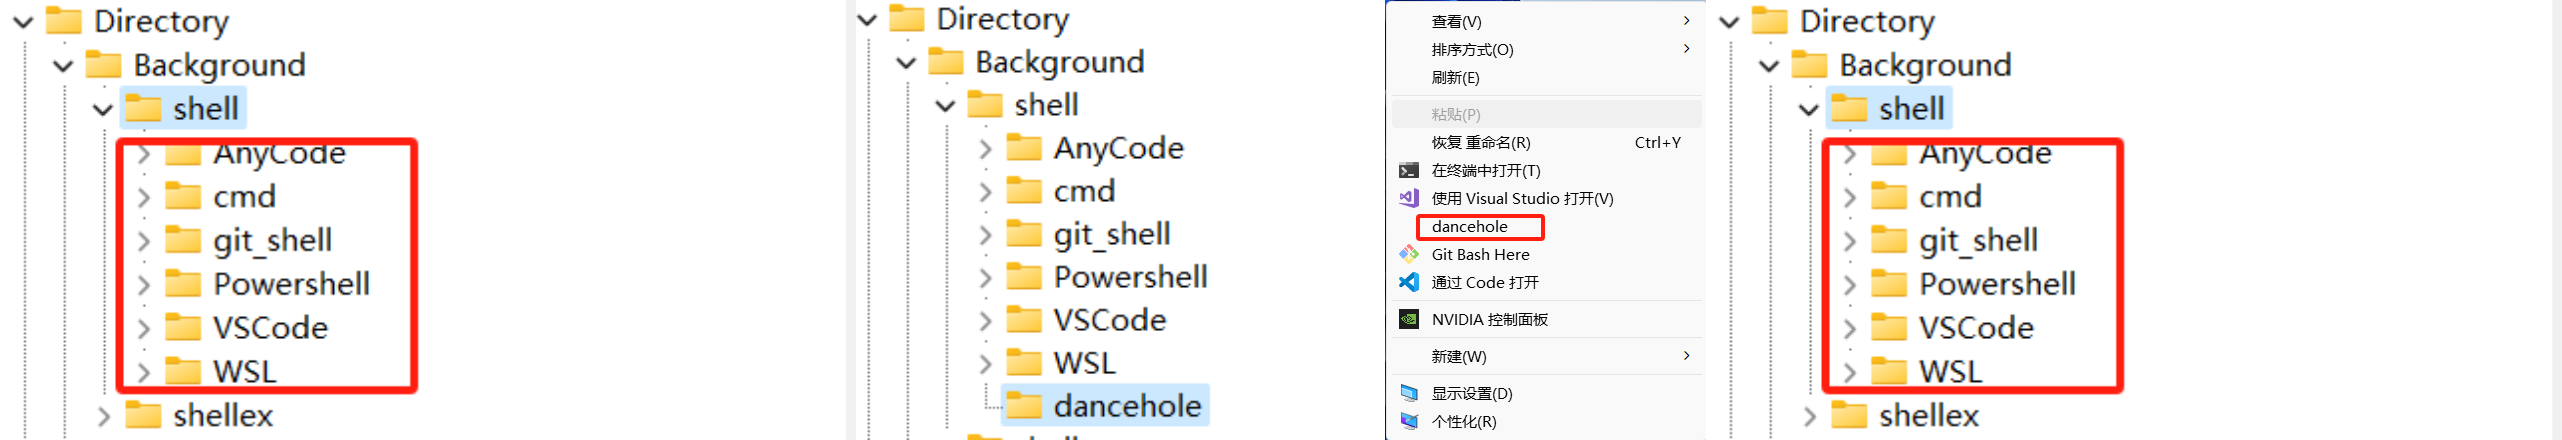 Directory
Background
shell
AnyCode
cmd
git_shell
Powershell
VSCode
WSL
shellex
Directory
Background
shell
AnyCode
cmd
git_shell
Powershell
VSCode
WSL
dancehole
查看(V)
排序方式(O)
刷新(E)
粘贴(P)
恢复 重命名(R) Ctrl+Y
在终端中打开(T)
使用 Visual Studio 打开(V)
dancehole
Git Bash Here
通过 Code 打开
NVIDIA 控制面板
新建(W)
显示设置(D)
个性化(R)
Directory
Background
shell
AnyCode
cmd
git_shell
Powershell
VSCode
WSL
shellex